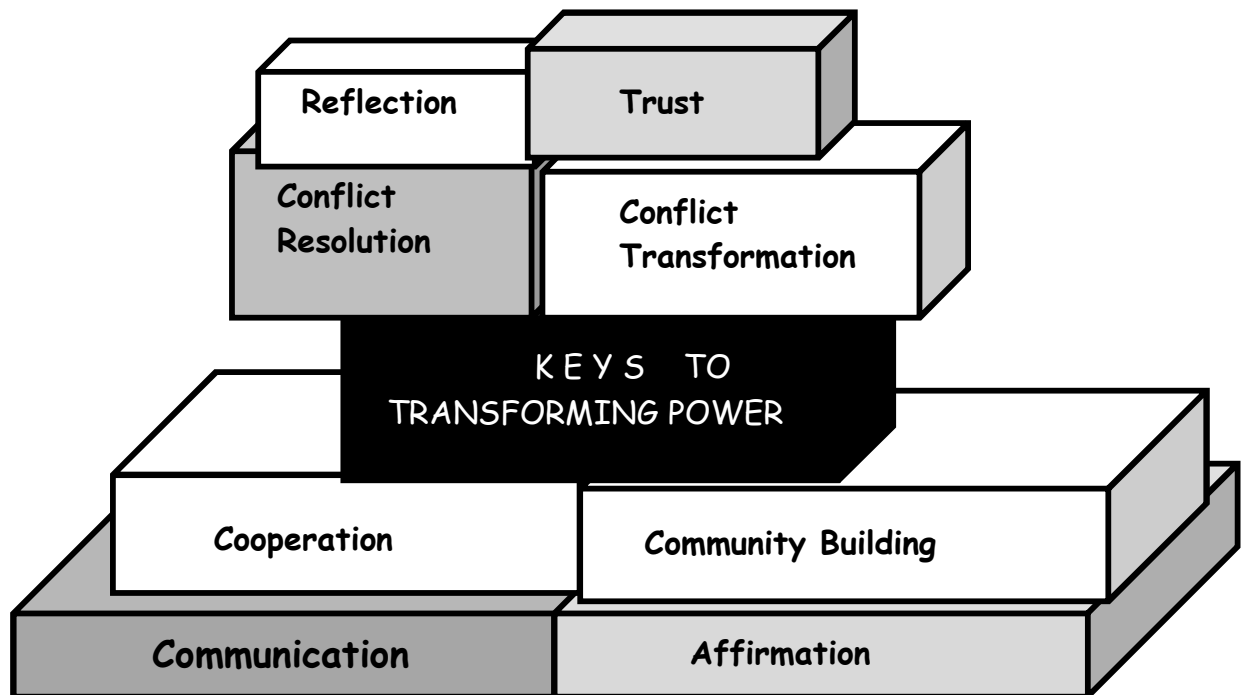 Reflection
Trust
Conflict
Resolution
Conflict
Transformation
K E Y S TO
TRANSFORMING POWER
Cooperation
Community Building
Communication
Affirmation